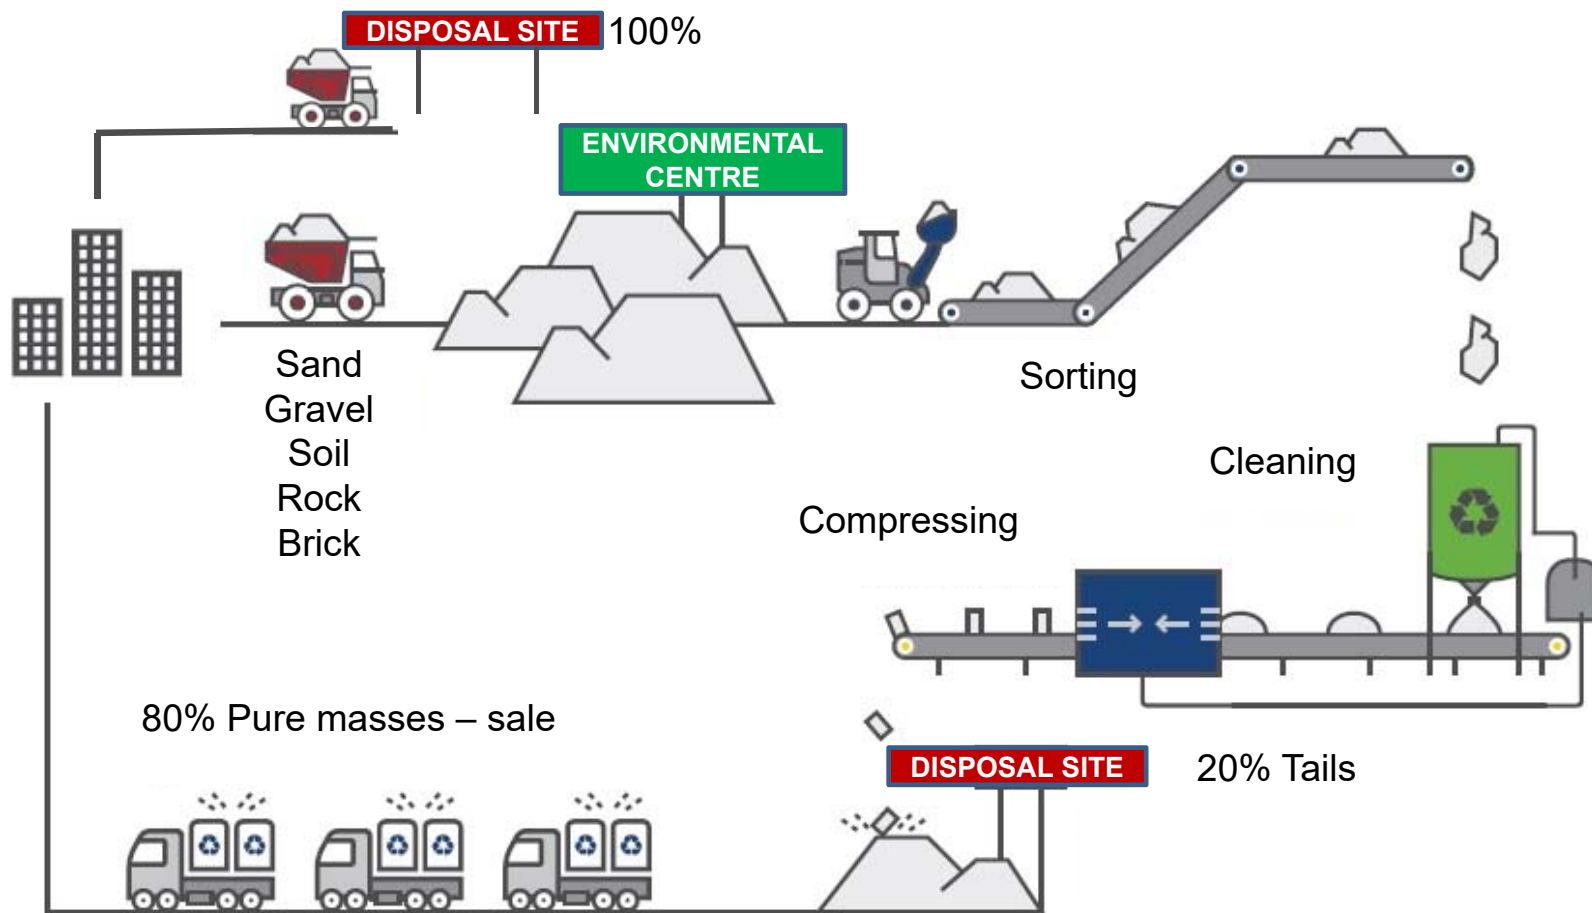 DISPOSAL SITE 100%
ENVIRONMENTAL
CENTRE
Sand
Gravel
Soil
Rock
Brick
Sorting
Cleaning
Compressing
80% Pure masses – sale
DISPOSAL SITE
20% Tails